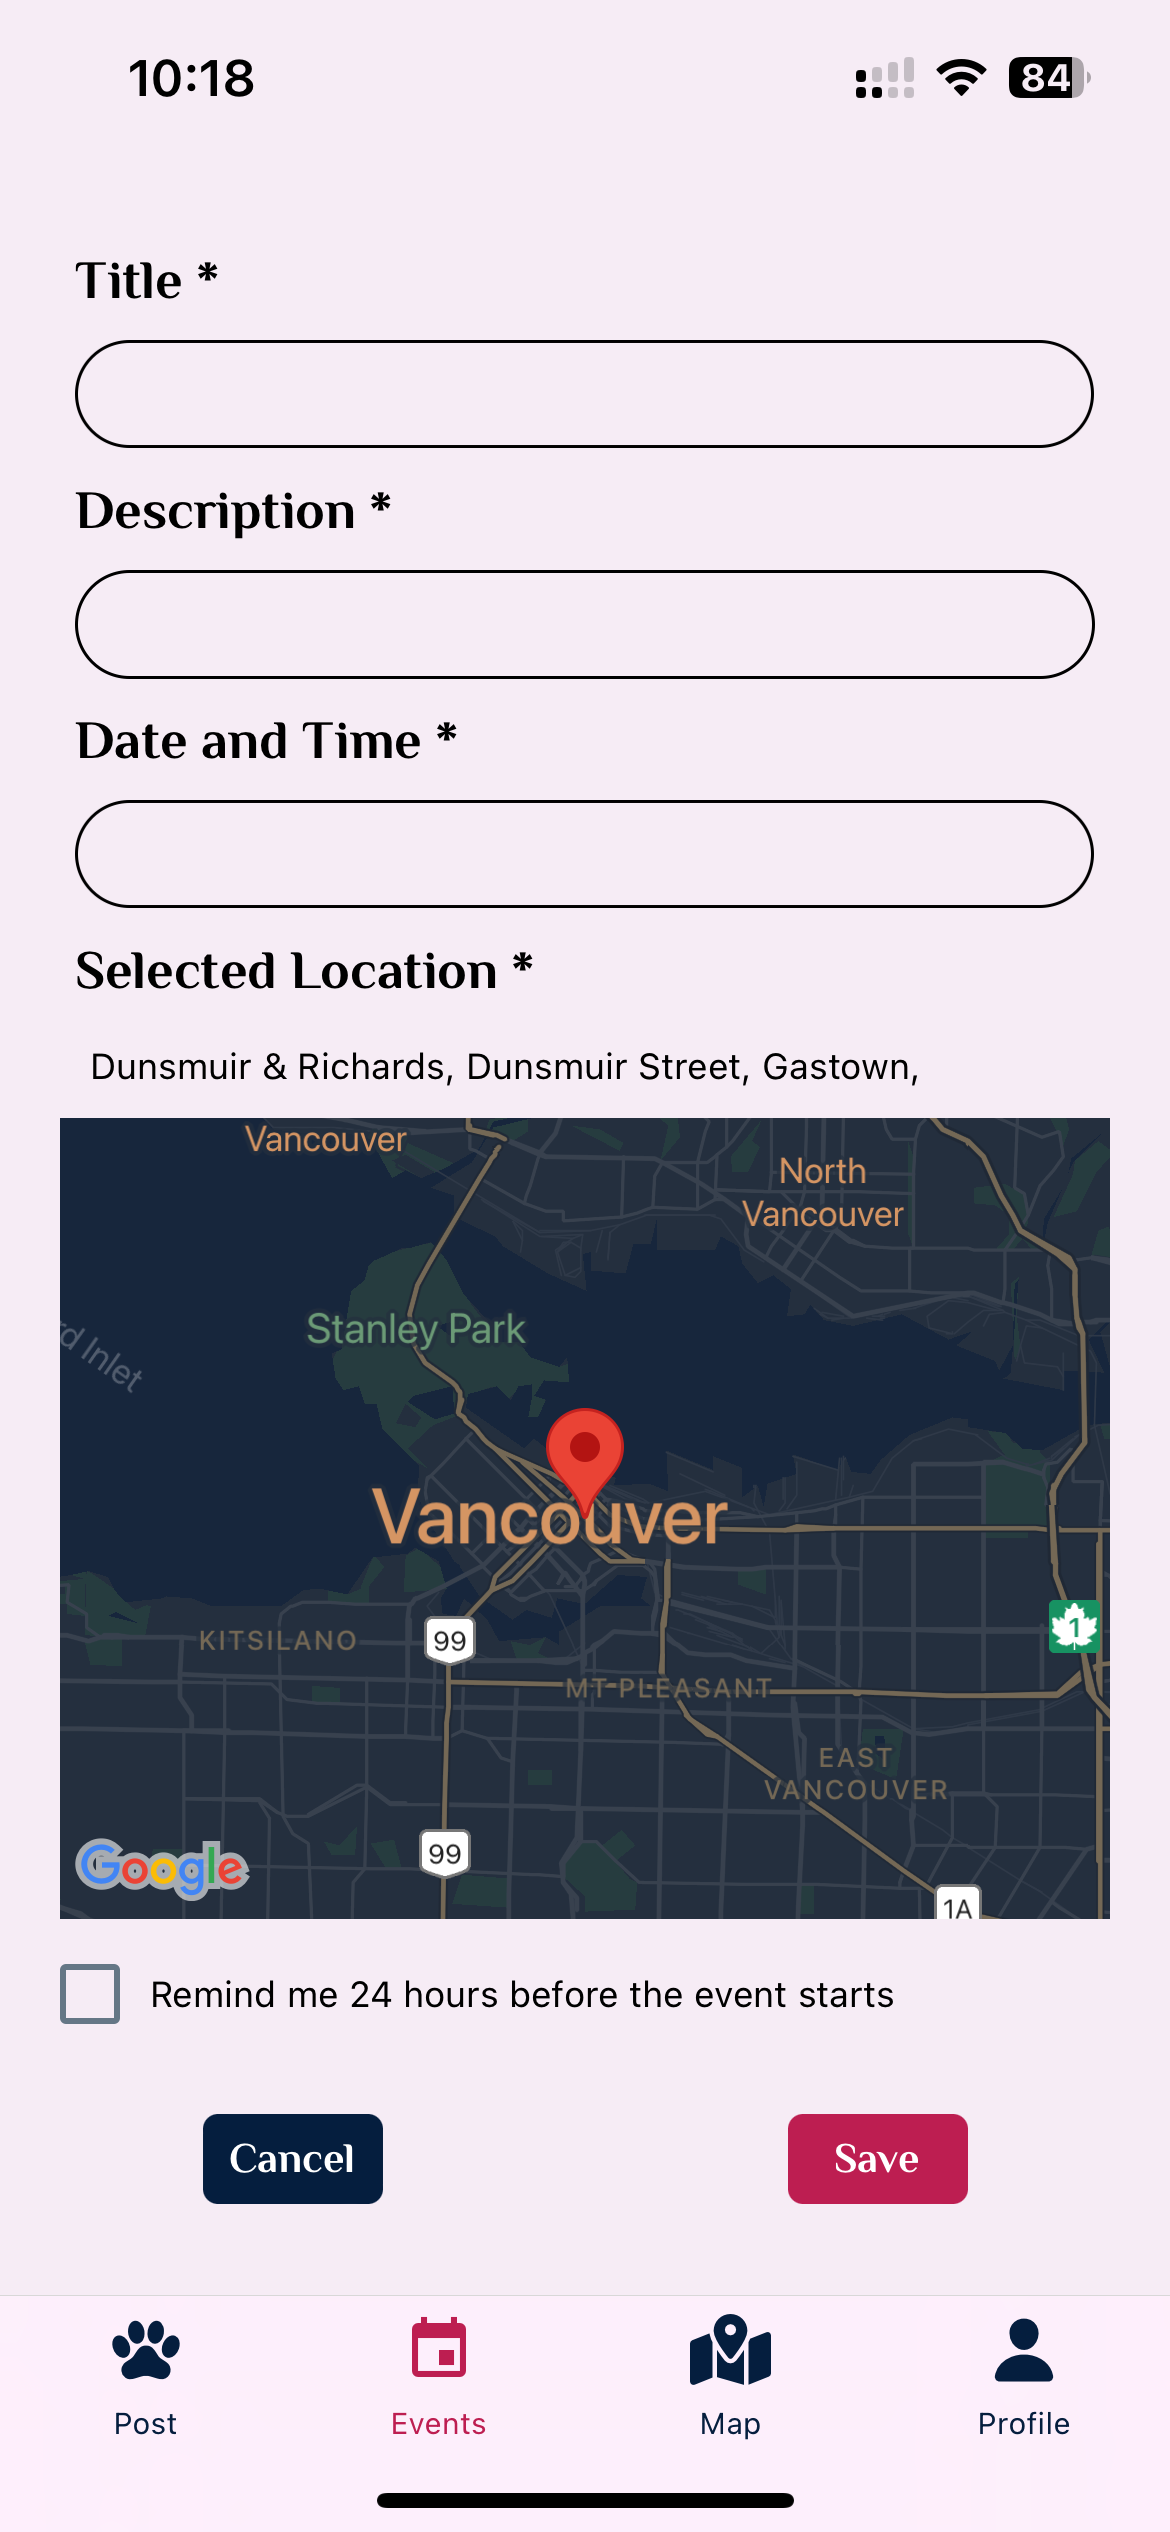 10:18
84
Title *
Description *
Date and Time *
Selected Location *
Dunsmuir & Richards, Dunsmuir Street, Gastown,
Vancouver
North
Vancouver
rd Inlet
Stanley Park
Vancouver
KITSILANO
99
1
MT PLEASANT
EAST
VANCOUVER
99
Google
1A
Remind me 24 hours before the event starts
Cancel
Save
Post
Events
Map
Profile